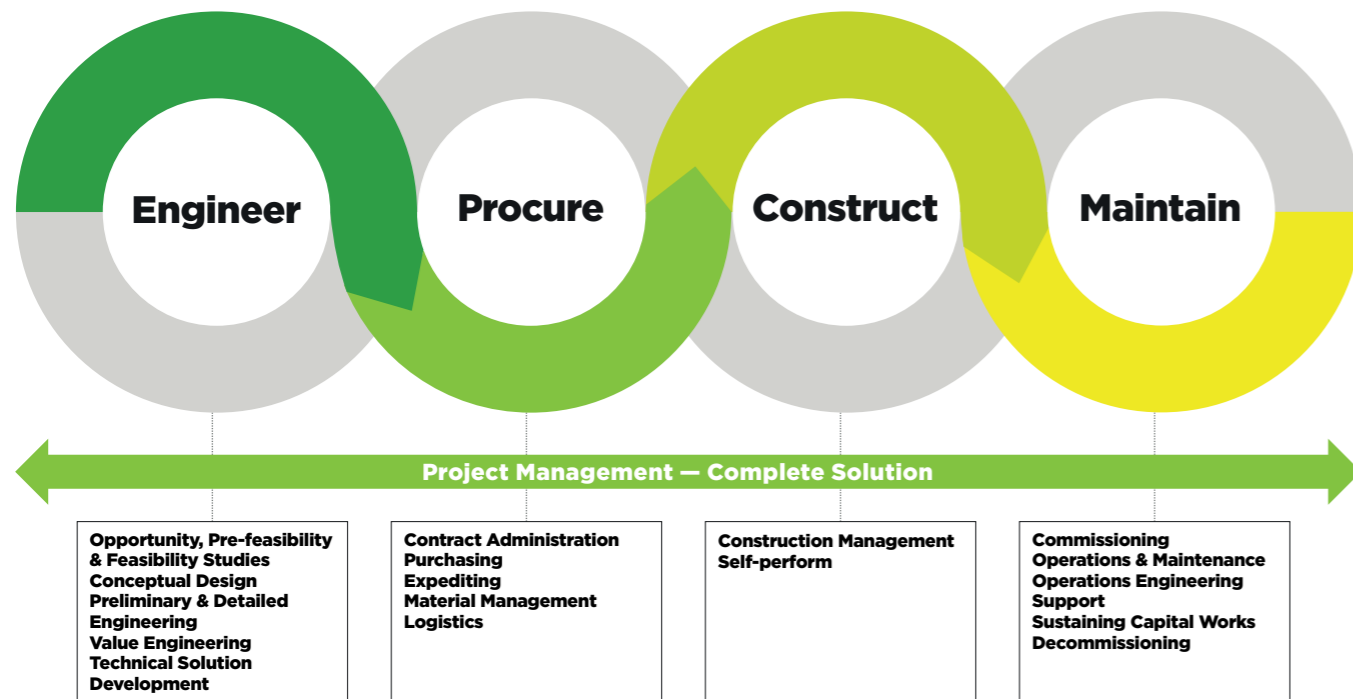 Engineer
Procure
Construct
Maintain
Project Management — Complete Solution
Opportunity, Pre-feasibility
& Feasibility Studies
Conceptual Design
Preliminary & Detailed
Engineering
Value Engineering
Technical Solution
Development
Contract Administration
Purchasing
Expediting
Material Management
Logistics
Construction Management
Self-perform
Commissioning
Operations & Maintenance
Operations Engineering
Support
Sustaining Capital Works
Decommissioning